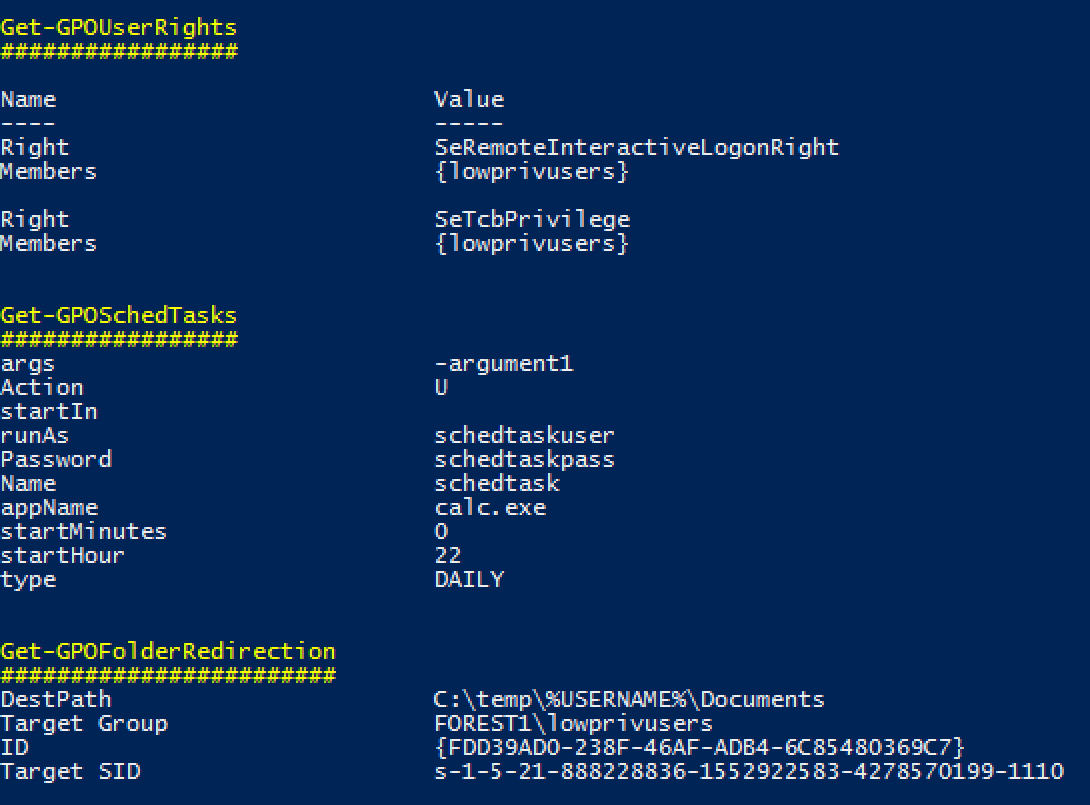 Get-GPOUserRights
#################
Name Value
---- -----
Right SeRemoteInteractiveLogonRight
Members {lowprivusers}
Right SeTcbPrivilege
Members {lowprivusers}
Get-GPOSchedTasks
#################
args -argument1
Action U
startIn
runAs schedtaskuser
Password schedtaskpass
Name schedtask
appName calc.exe
startMinutes 0
startHour 22
type DAILY
Get-GPOFolderRedirection
########################
DestPath C:\temp\%USERNAME%\Documents
Target Group FOREST1\lowprivusers
ID {FDD39AD0-238F-46AF-ADB4-6C85480369C7}
Target SID s-1-5-21-888228836-1552922583-4278570199-1110